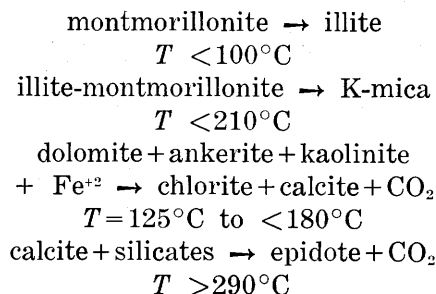 montmorillonite → illite
T <100°C
illite-montmorillonite → K-mica
T <210°C
dolomite+ankerite+kaolinite
+ Fe⁺² → chlorite+calcite+CO₂
T=125°C to <180°C
calcite+silicates → epidote+CO₂
T >290°C